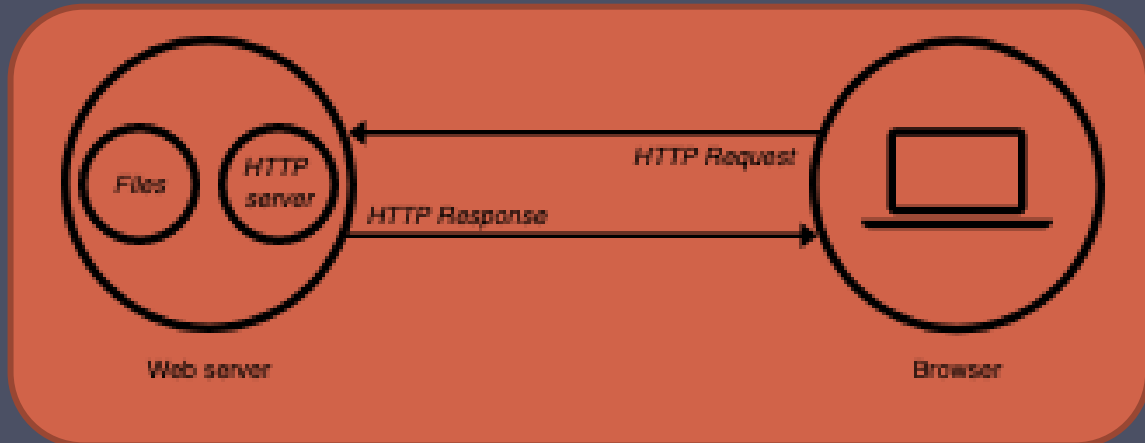 HTTP Request
Files
HTTP
server
HTTP Response
Web server
Browser